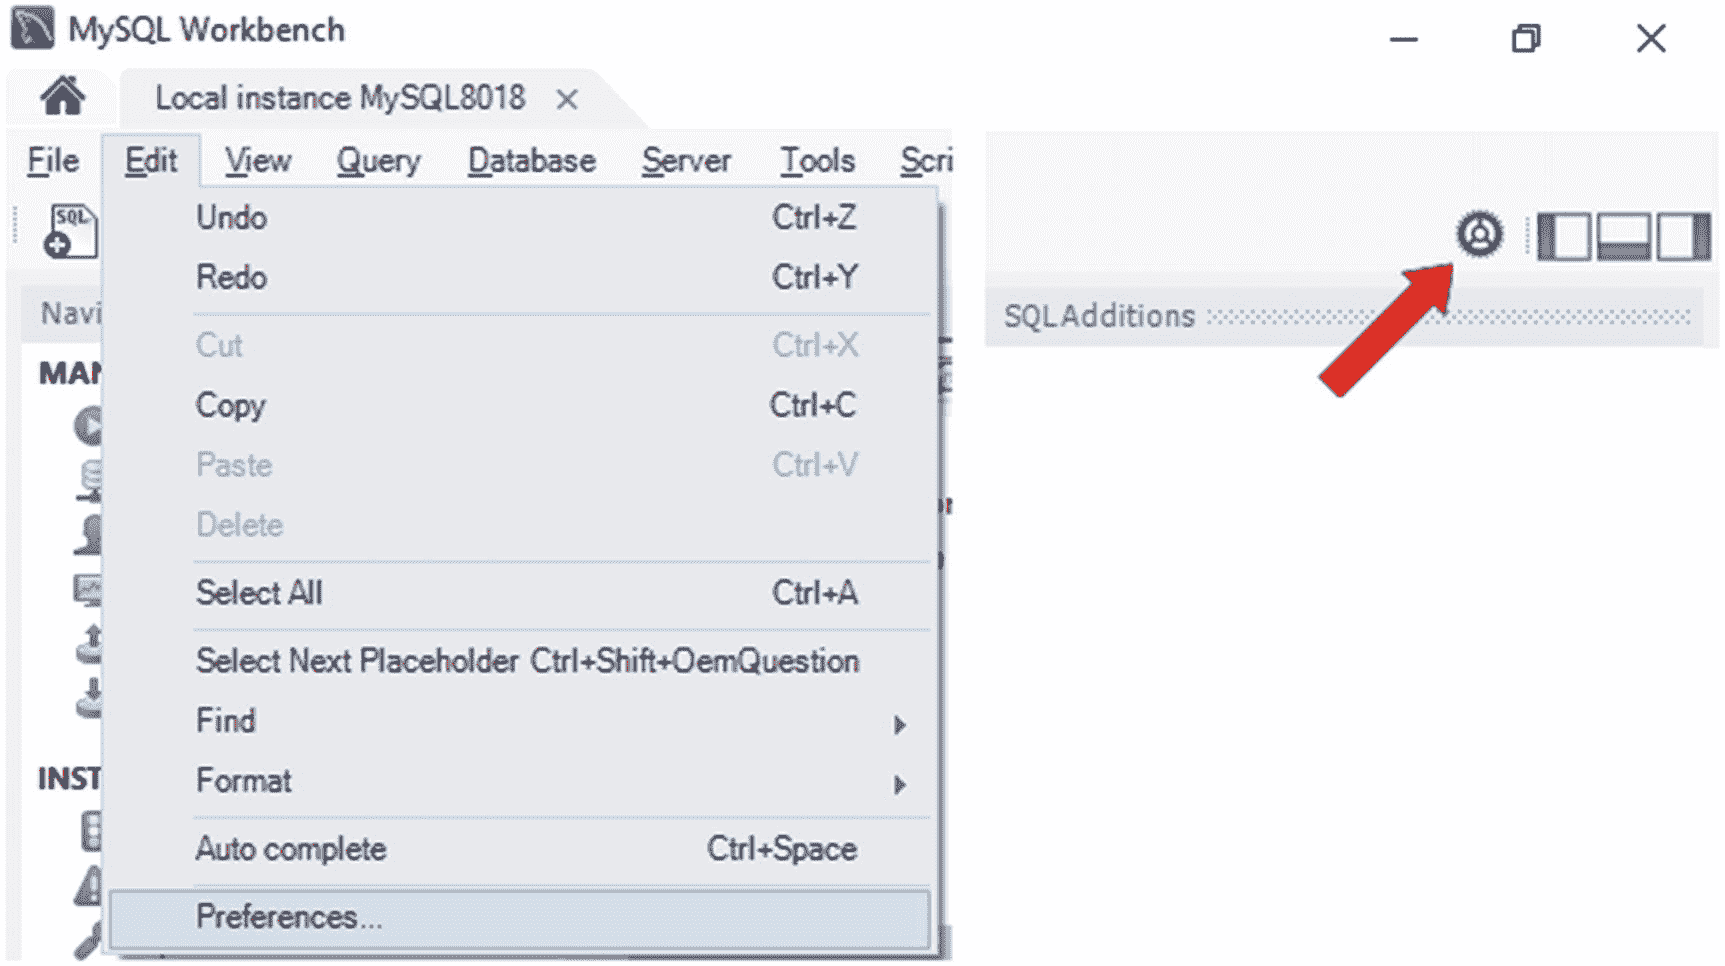 MySQL Workbench
Local instance MySQL8018
File Edit View Query Database Server Tools Scri
SQL
Undo Ctrl+Z
Redo Ctrl+Y
Navi
SQLAdditions
Cut Ctrl+X
MAN
Copy Ctrl+C
Paste Ctrl+V
Delete
Select All Ctrl+A
Select Next Placeholder Ctrl+Shift+OemQuestion
Find
Format
INST
Auto complete Ctrl+Space
Preferences...